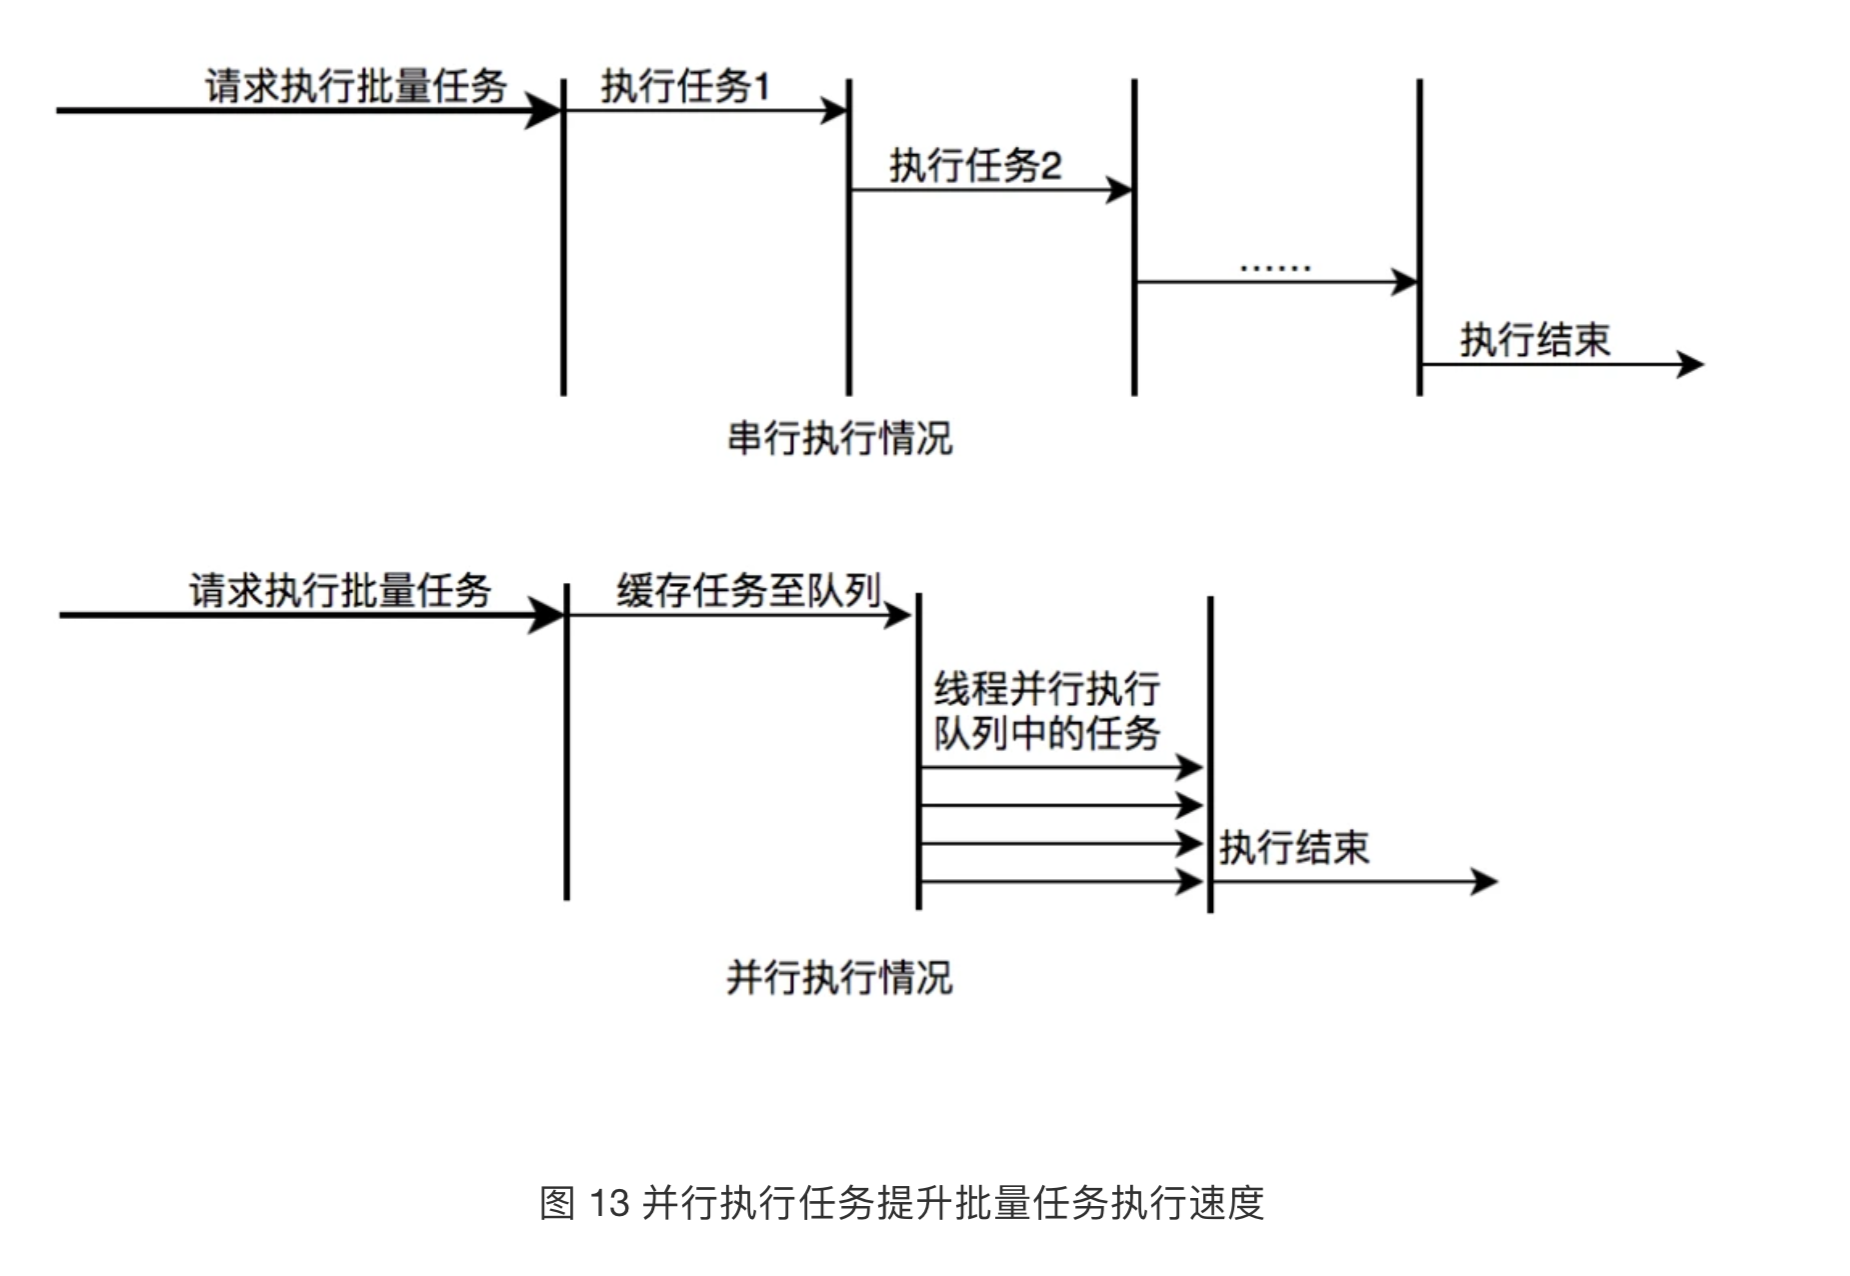 请求执行批量任务
执行任务1
执行任务2
......
执行结束
串行执行情况
请求执行批量任务
缓存任务至队列
线程并行执行
队列中的任务
执行结束
并行执行情况
图 13 并行执行任务提升批量任务执行速度